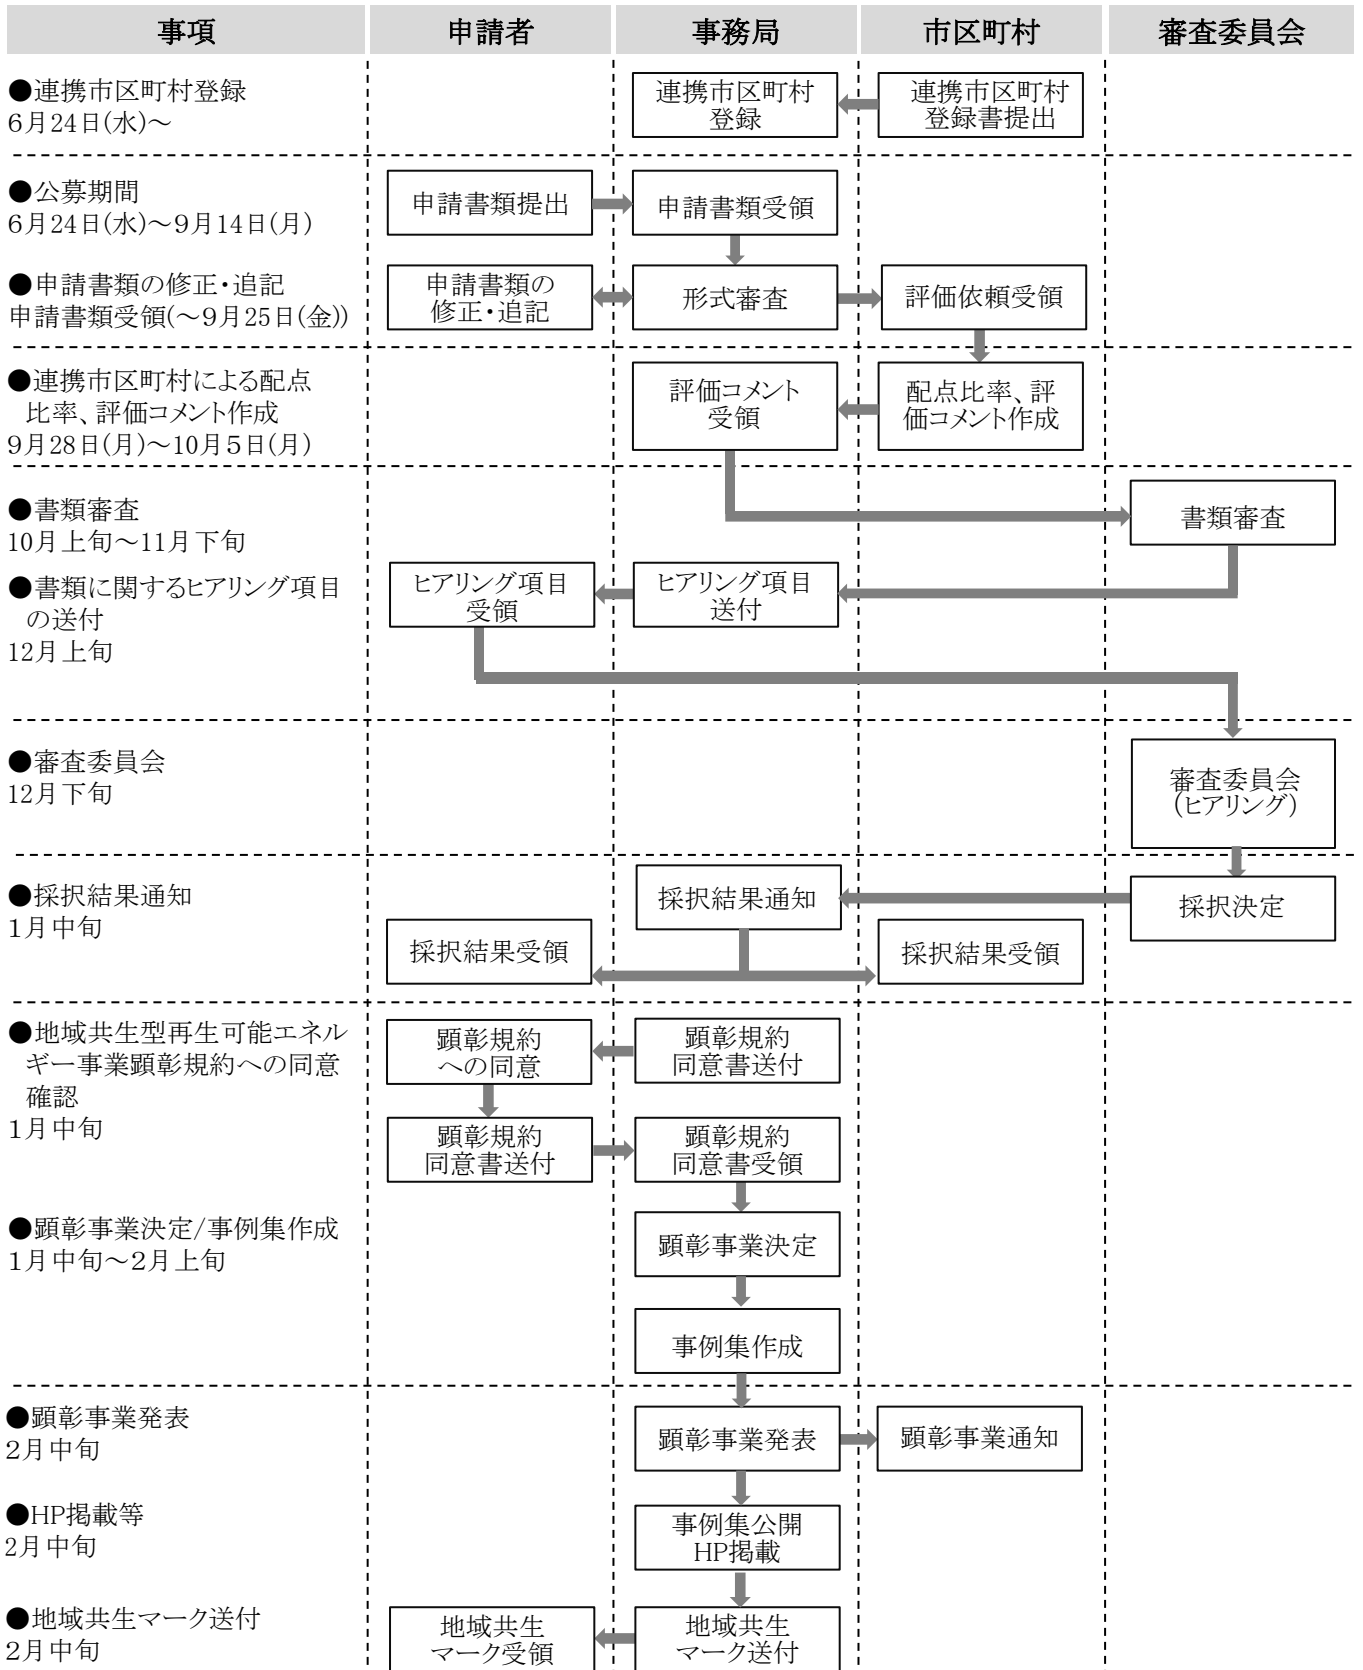 事項
申請者
事務局
市区町村
審査委員会
●連携市区町村登録
6月24日(水)～
連携市区町村
登録
連携市区町村
登録書提出
●公募期間
6月24日(水)～9月14日(月)
申請書類提出
申請書類受領
●申請書類の修正・追記
申請書類受領(～9月25日(金))
申請書類の
修正・追記
形式審査
評価依頼受領
●連携市区町村による配点
比率、評価コメント作成
9月28日(月)～10月5日(月)
評価コメント
受領
配点比率、評
価コメント作成
●書類審査
10月上旬～11月下旬
書類審査
●書類に関するヒアリング項目
の送付
12月上旬
ヒアリング項目
受領
ヒアリング項目
送付
●審査委員会
12月下旬
審査委員会
(ヒアリング)
●採択結果通知
1月中旬
採択結果通知
採択決定
採択結果受領
採択結果受領
●地域共生型再生可能エネル
ギー事業顕彰規約への同意
確認
1月中旬
顕彰規約
への同意
顕彰規約
同意書送付
顕彰規約
同意書送付
顕彰規約
同意書受領
●顕彰事業決定/事例集作成
1月中旬～2月上旬
顕彰事業決定
事例集作成
●顕彰事業発表
2月中旬
顕彰事業発表
顕彰事業通知
●HP掲載等
2月中旬
事例集公開
HP掲載
●地域共生マーク送付
2月中旬
地域共生
マーク受領
地域共生
マーク送付